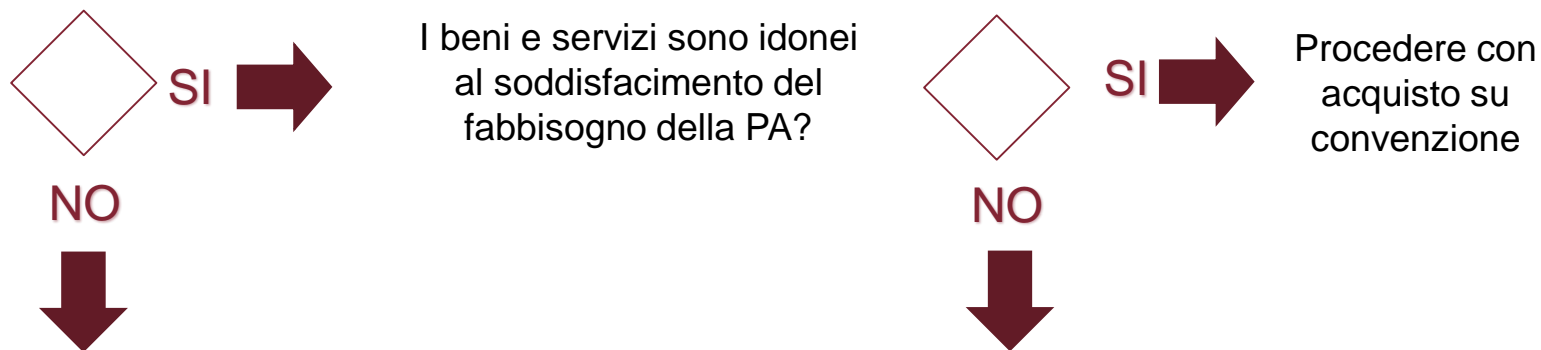 SI
I beni e servizi sono idonei
al soddisfacimento del
fabbisogno della PA?
SI
Procedere con
acquisto su
convenzione
NO
NO